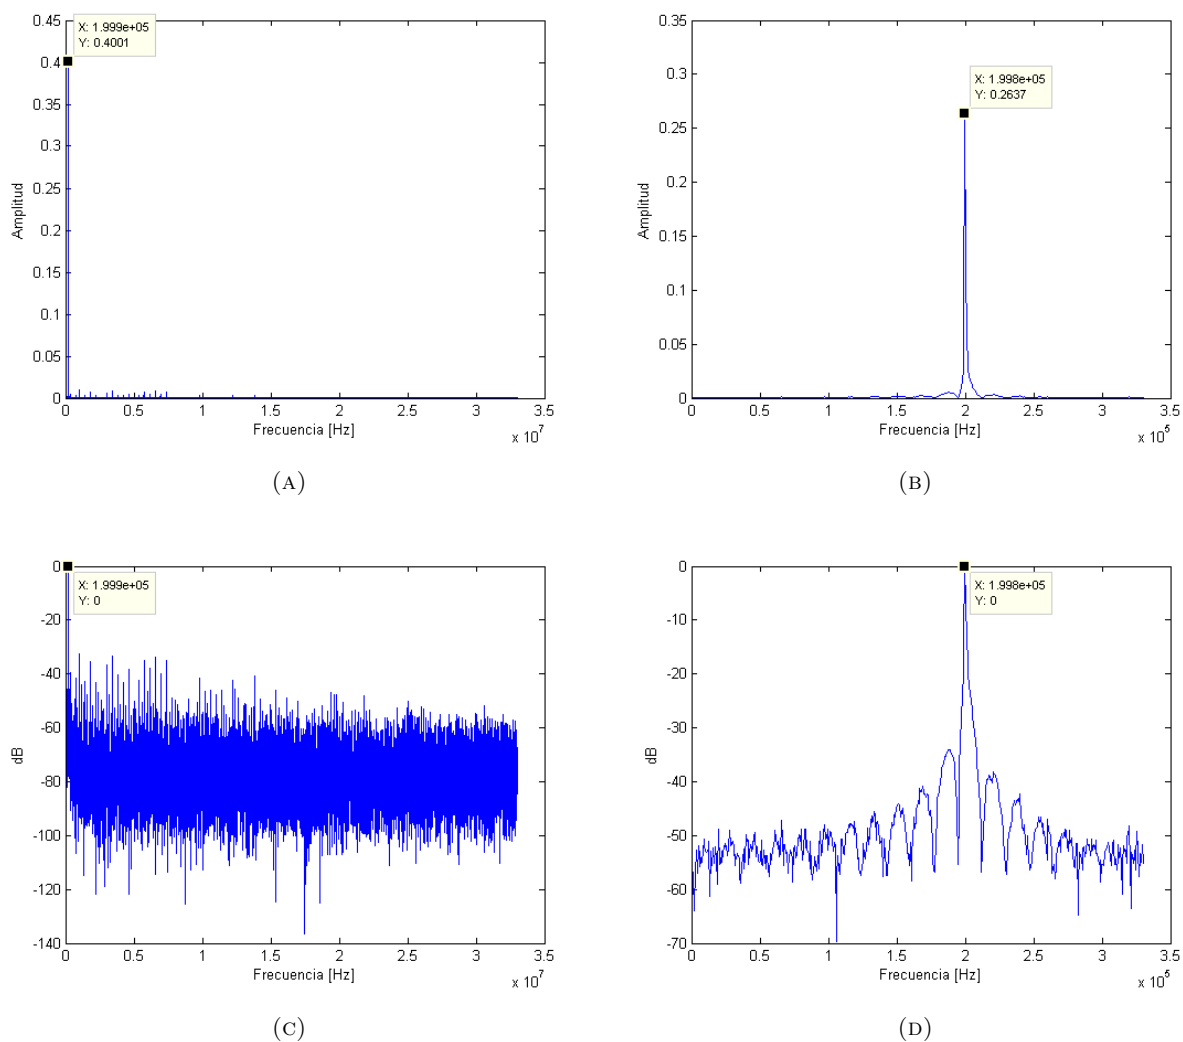 0.45
0.4
0.35
0.3
0.25
0.2
0.15
0.1
0.05
0
Amplitud
X: 1.999e+05
Y: 0.4001
0 0.5 1 1.5 2 2.5 3 3.5
Frecuencia [Hz]
x 10^7
(A)
0.35
0.3
0.25
0.2
0.15
0.1
0.05
0
Amplitud
X: 1.998e+05
Y: 0.2637
0 0.5 1 1.5 2 2.5 3 3.5
Frecuencia [Hz]
x 10^5
(B)
0
-20
-40
-60
-80
-100
-120
-140
dB
X: 1.999e+05
Y: 0
0 0.5 1 1.5 2 2.5 3 3.5
Frecuencia [Hz]
x 10^7
(C)
0
-10
-20
-30
-40
-50
-60
-70
dB
X: 1.998e+05
Y: 0
0 0.5 1 1.5 2 2.5 3 3.5
Frecuencia [Hz]
x 10^5
(D)